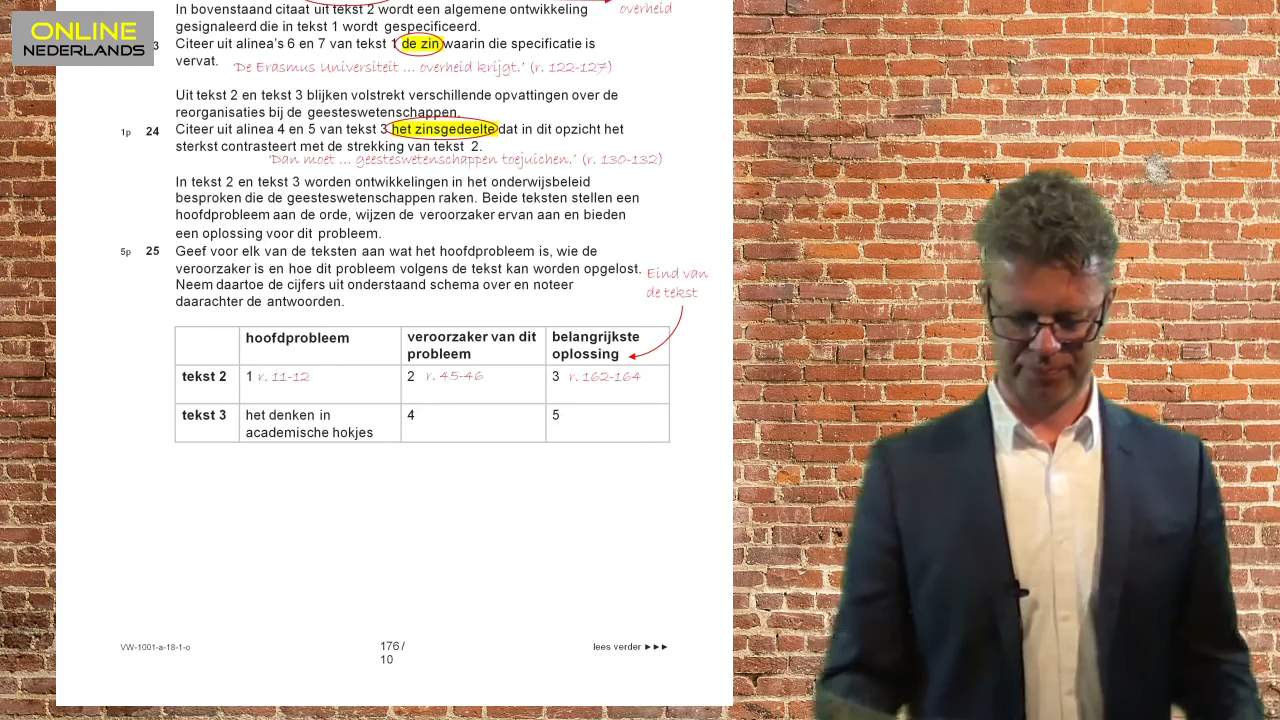 ONLINE
NEDERLANDS
In bovenstaand citaat uit tekst 2 wordt een algemene ontwikkeling
overheid
gesignaleerd die in tekst 1 wordt gespecificeerd.
3 Citeer uit alinea's 6 en 7 van tekst 1 de zin waarin die specificatie is
vervat.
'De Erasmus Universiteit ... overheid krijgt.' (r. 122-127)
Uit tekst 2 en tekst 3 blijken volstrekt verschillende opvattingen over de
reorganisaties bij de geesteswetenschappen.
1p 24 Citeer uit alinea 4 en 5 van tekst 3 het zinsgedeelte dat in dit opzicht het
sterkst contrasteert met de strekking van tekst 2.
'Dan moet ... geesteswetenschappen toejuichen.' (r. 130-132)
In tekst 2 en tekst 3 worden ontwikkelingen in het onderwijsbeleid
besproken die de geesteswetenschappen raken. Beide teksten stellen een
hoofdprobleem aan de orde, wijzen de veroorzaker ervan aan en bieden
een oplossing voor dit probleem.
5p 25 Geef voor elk van de teksten aan wat het hoofdprobleem is, wie de
veroorzaker is en hoe dit probleem volgens de tekst kan worden opgelost.
Neem daartoe de cijfers uit onderstaand schema over en noteer
daarachter de antwoorden.
Eind van
de tekst
hoofdprobleem
veroorzaker van dit
probleem
belangrijkste
oplossing
tekst 2
1 r. 11-12
2 r. 45-46
3 r. 162-164
tekst 3
het denken in
academische hokjes
4
5
VW-1001-a-18-1-o
176 /
10
lees verder ►►►